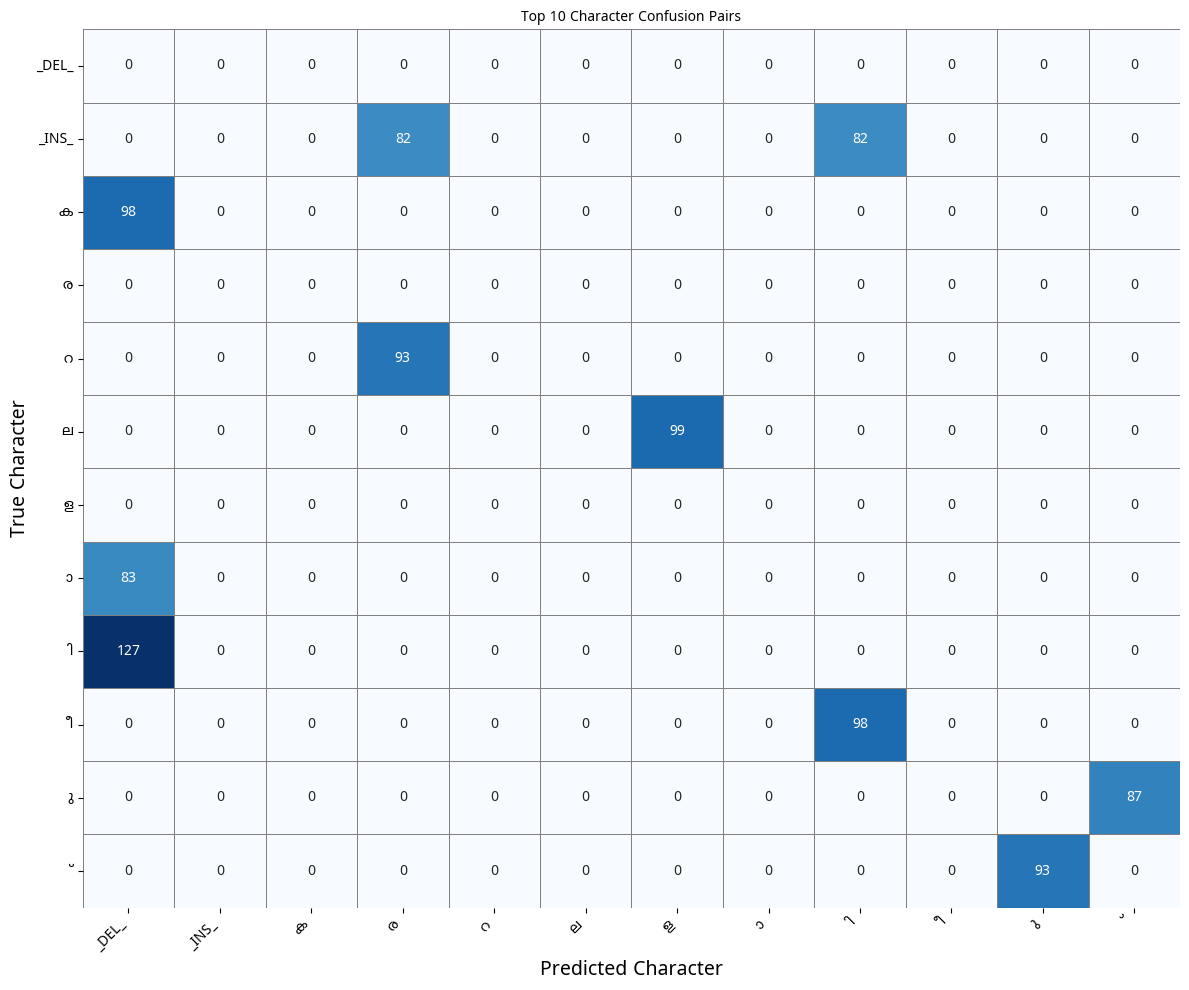 Top 10 Character Confusion Pairs
_DEL_ 0 0 0 0 0 0 0 0 0 0 0 0
_INS_ 0 0 0 82 0 0 0 0 82 0 0 0
ക 98 0 0 0 0 0 0 0 0 0 0 0
ര 0 0 0 0 0 0 0 0 0 0 0 0
റ 0 0 0 93 0 0 0 0 0 0 0 0
ല 0 0 0 0 0 0 99 0 0 0 0 0
ള 0 0 0 0 0 0 0 0 0 0 0 0
ാ 83 0 0 0 0 0 0 0 0 0 0 0
ി 127 0 0 0 0 0 0 0 0 0 0 0
ീ 0 0 0 0 0 0 0 0 98 0 0 0
ു 0 0 0 0 0 0 0 0 0 0 0 87
് 0 0 0 0 0 0 0 0 0 0 93 0
_DEL_ _INS_ ക ര റ ല ള ാ ി ീ ു ്
Predicted Character
True Character